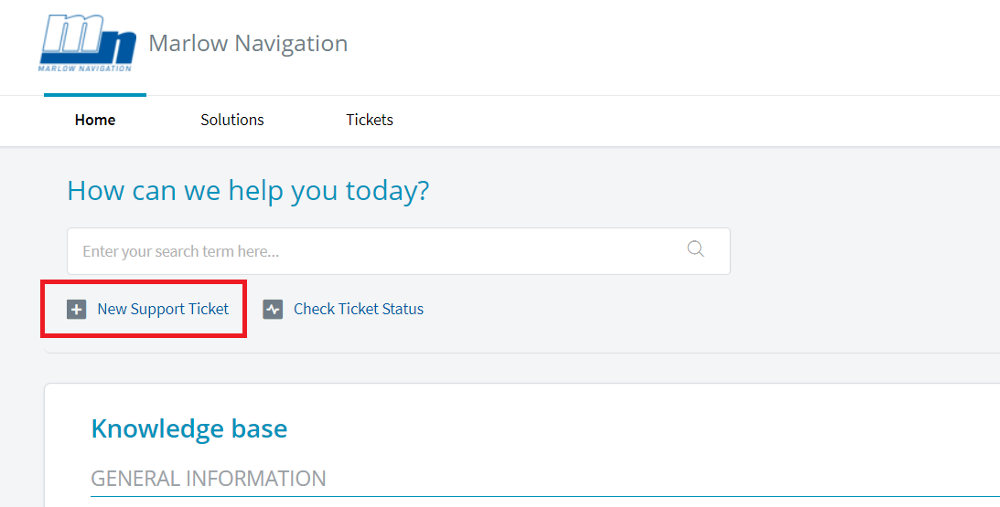 mn
MARLOW NAVIGATION
Marlow Navigation
Home Solutions Tickets
How can we help you today?
Enter your search term here...
New Support Ticket Check Ticket Status
Knowledge base
GENERAL INFORMATION